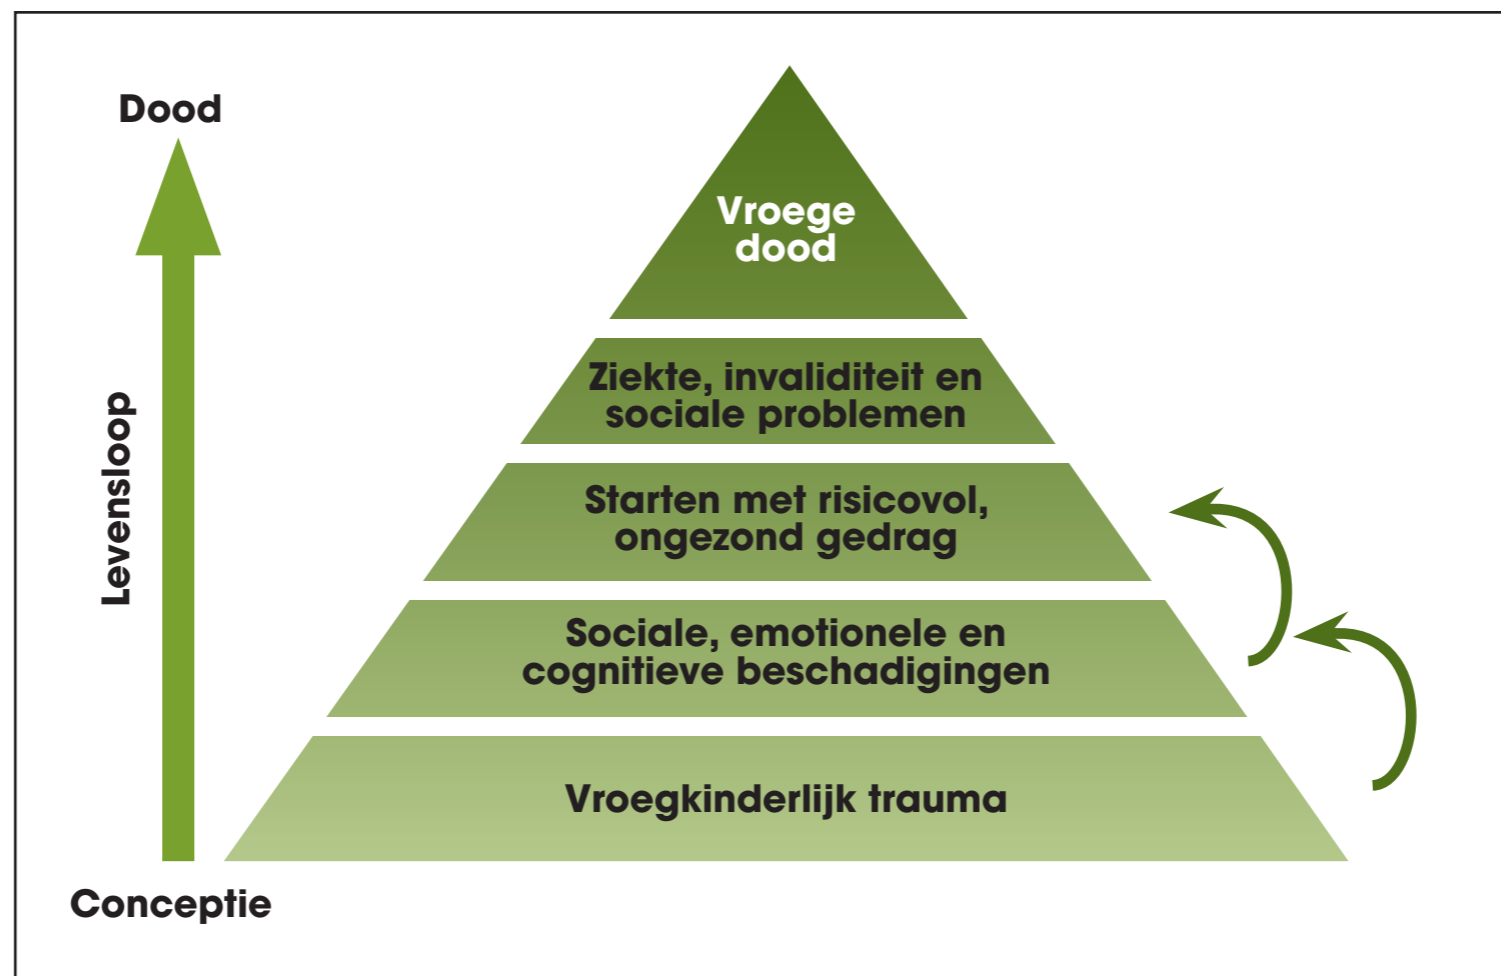 Dood
Vroege
dood
Ziekte, invaliditeit en
sociale problemen
Levensloop
Starten met risicovol,
ongezond gedrag
Sociale, emotionele en
cognitieve beschadigingen
Vroegkinderlijk trauma
Conceptie